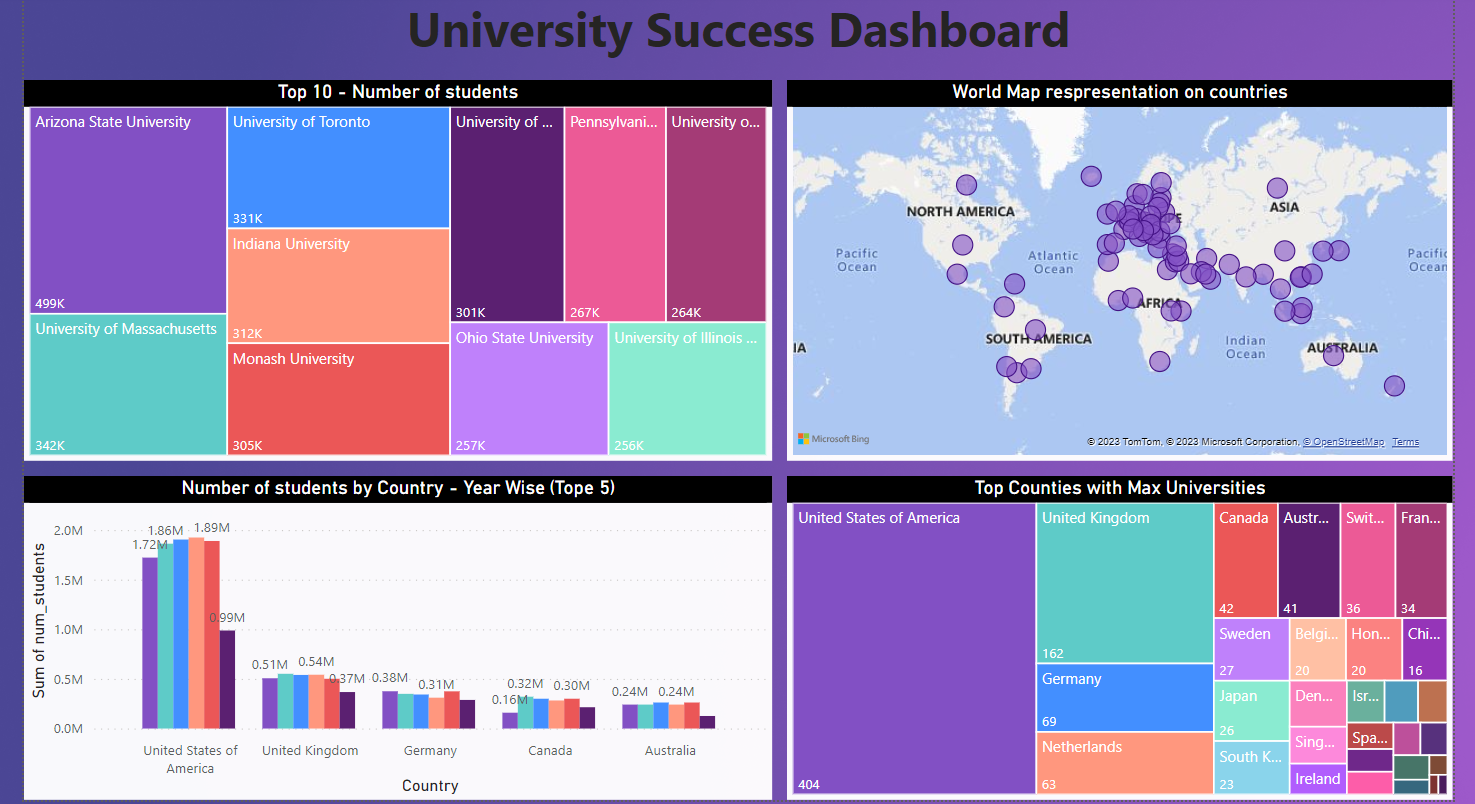 University Success Dashboard
Top 10 - Number of students
Arizona State University
499K
University of Massachusetts
342K
University of Toronto
331K
Indiana University
312K
Monash University
305K
University of ...
301K
Pennsylvani...
267K
University o...
264K
Ohio State University
257K
University of Illinois ...
256K
World Map respresentation on countries
NORTH AMERICA
ASIA
Pacific
Ocean
Atlantic
Ocean
Pacific
Ocean
AFRICA
SOUTH AMERICA
Indian
Ocean
IA
AUSTRALIA
Microsoft Bing
© 2023 TomTom, © 2023 Microsoft Corporation, © OpenStreetMap Terms
Number of students by Country - Year Wise (Tope 5)
Sum of num_students
2.0M
1.5M
1.0M
0.5M
0.0M
1.72M
1.86M
1.89M
0.99M
0.51M
0.54M
0.37M
0.38M
0.31M
0.16M
0.32M
0.30M
0.24M
0.24M
United States of
America
United Kingdom
Germany
Canada
Australia
Country
Top Counties with Max Universities
United States of America
404
United Kingdom
162
Germany
69
Netherlands
63
Canada
42
Austr...
41
Swit...
36
Fran...
34
Sweden
27
Belgi...
20
Hon...
20
Chi...
16
Japan
26
South K...
23
Den...
Sing...
Ireland
Isr...
Spa...